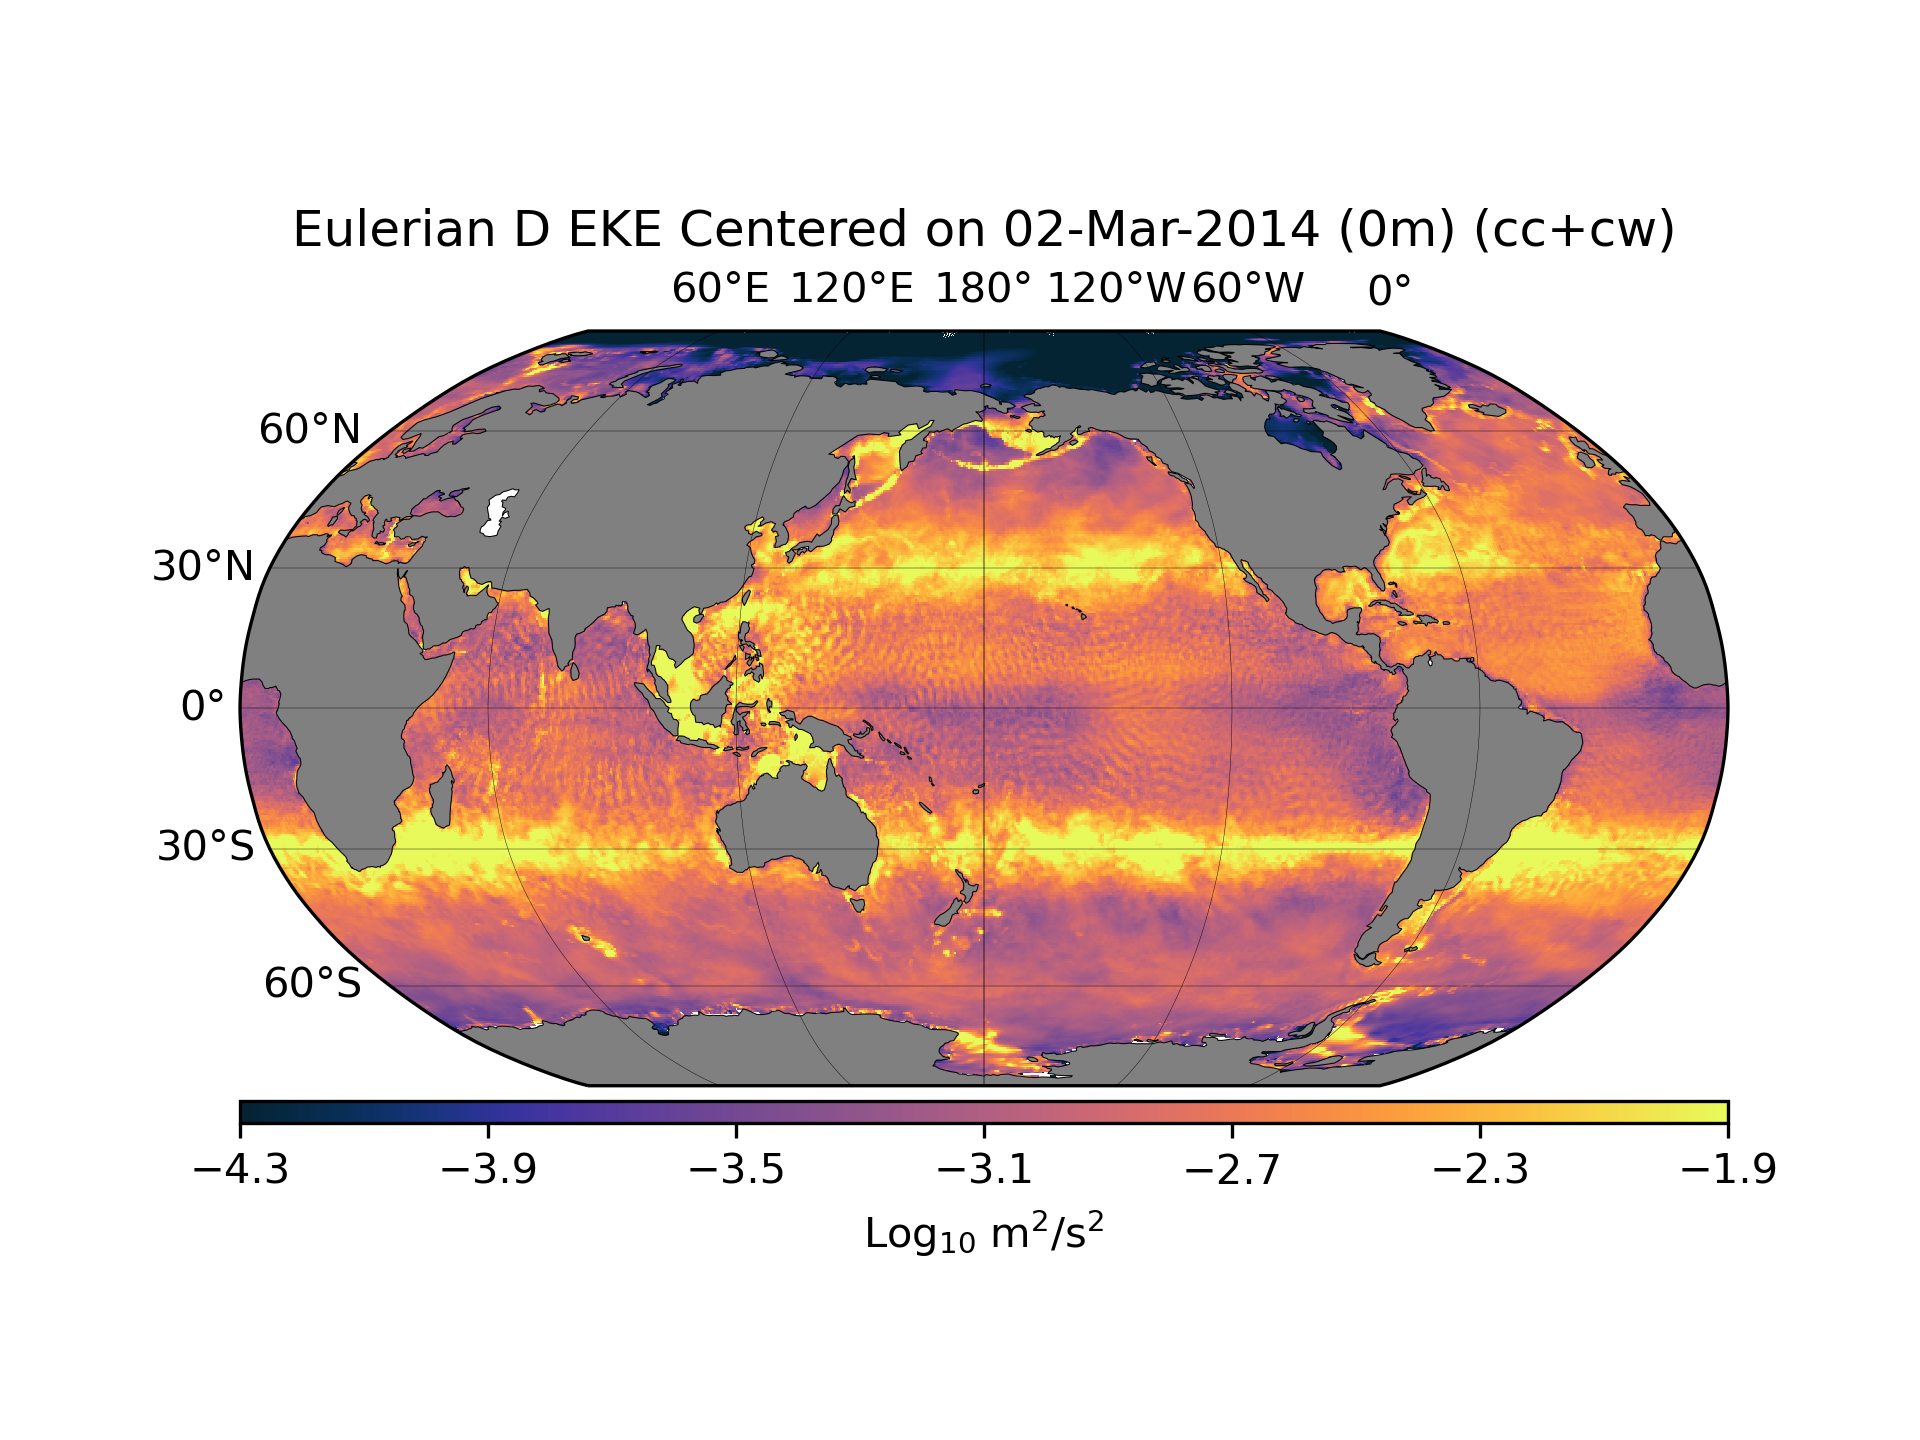 Eulerian D EKE Centered on 02-Mar-2014 (0m) (cc+cw)
60°E 120°E 180° 120°W 60°W 0°
60°N
30°N
0°
30°S
60°S
−4.3 −3.9 −3.5 −3.1 −2.7 −2.3 −1.9
Log₁₀ m²/s²